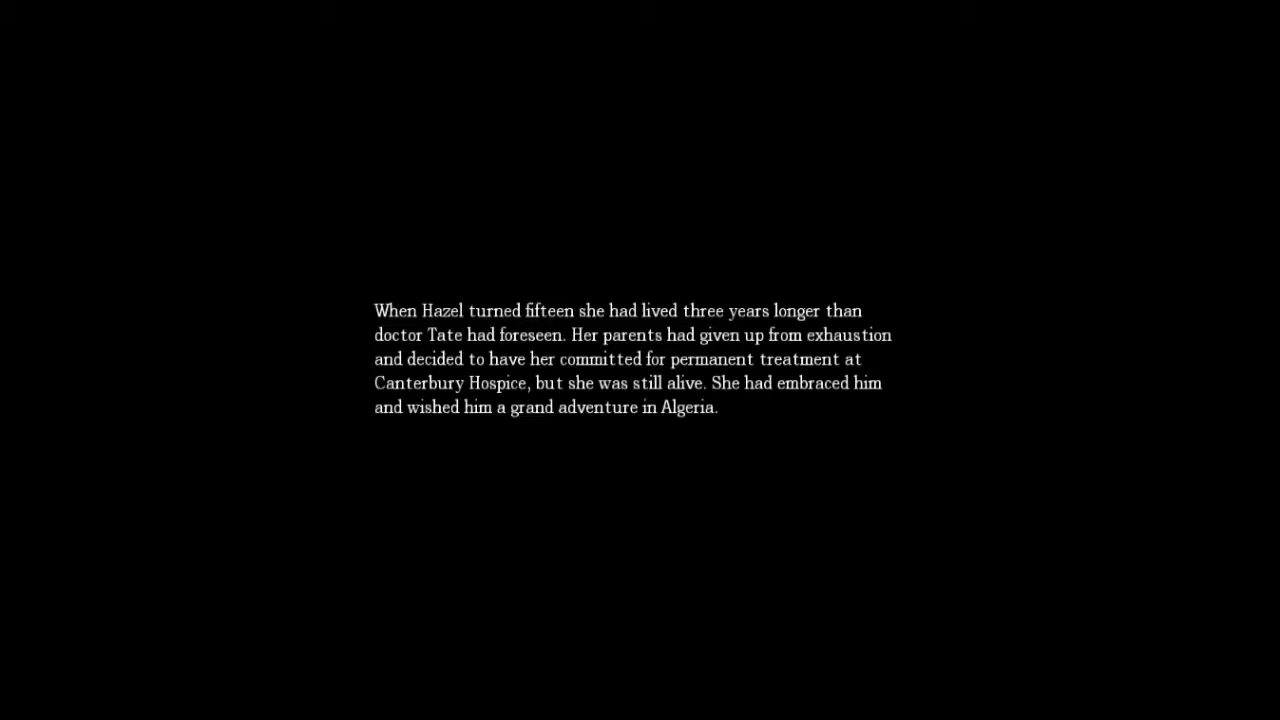 When Hazel turned fifteen she had lived three years longer than
doctor Tate had foreseen. Her parents had given up from exhaustion
and decided to have her committed for permanent treatment at
Canterbury Hospice, but she was still alive. She had embraced him
and wished him a grand adventure in Algeria.